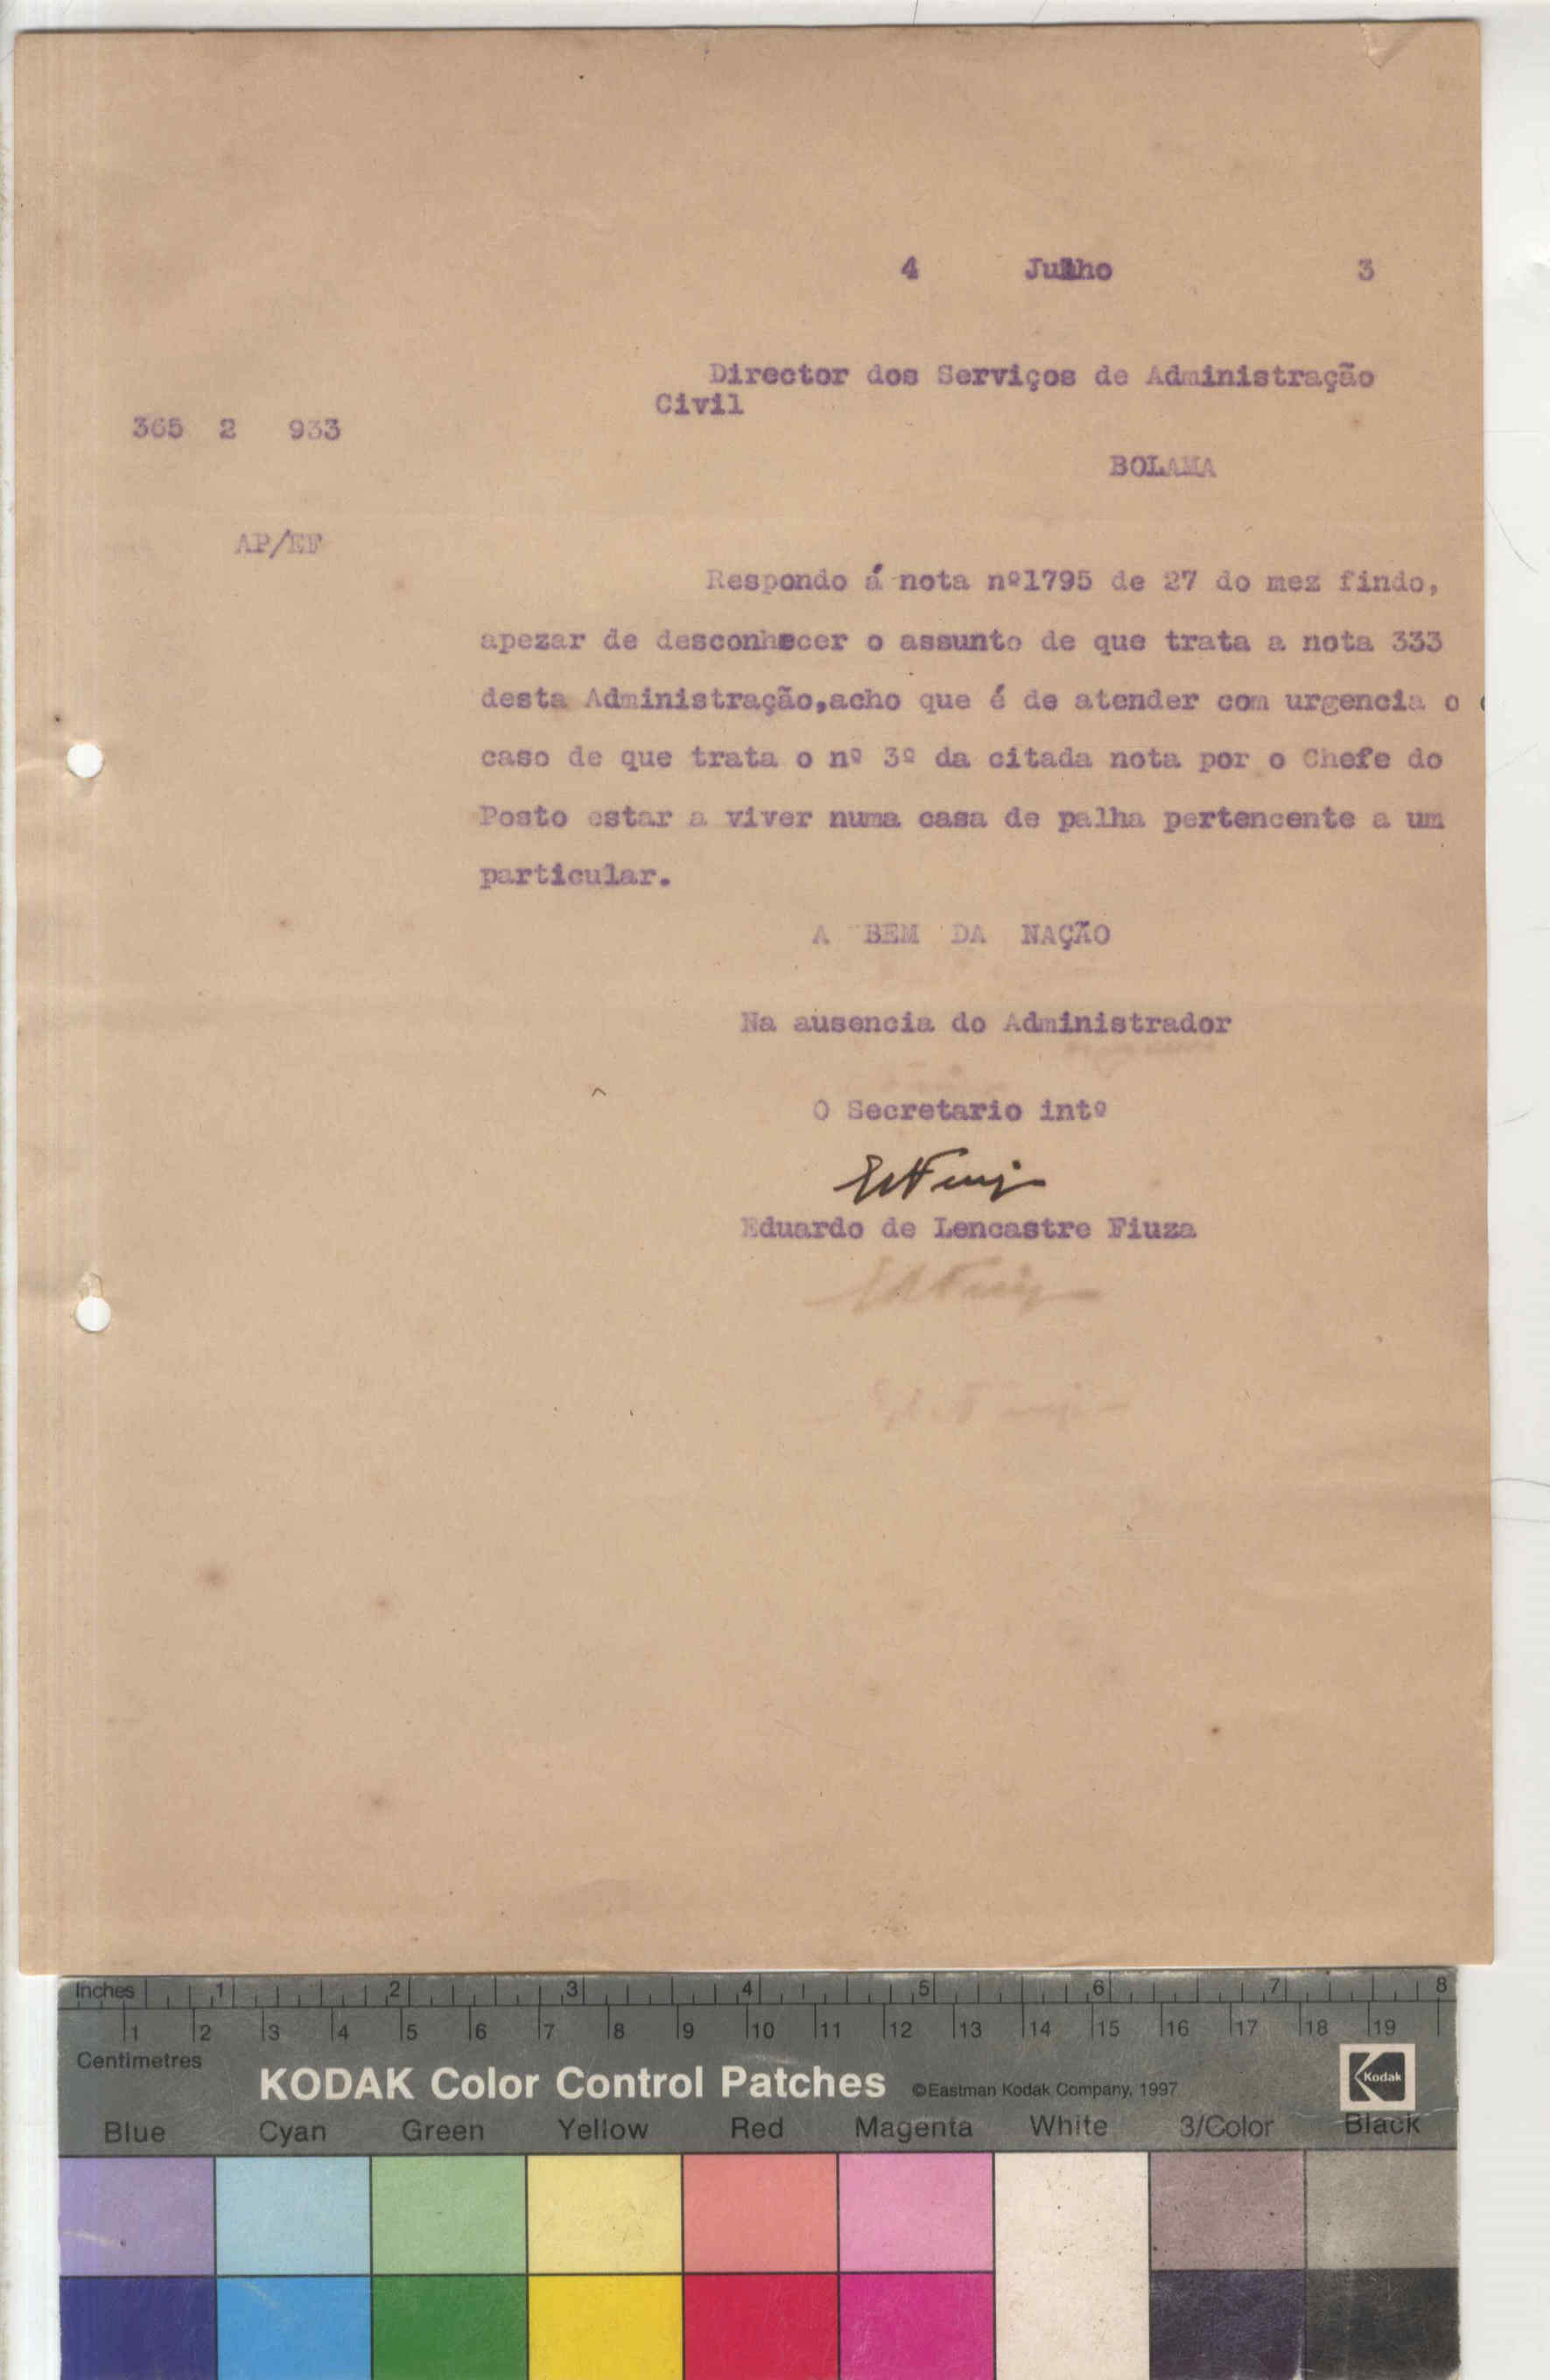 4 Julho 3
Director dos Serviços de Administração
Civil
365 2 933
BOLAMA
AP/EF
Respondo á nota nº1795 de 27 do mez findo,
apezar de desconhecer o assunto de que trata a nota 333
desta Administração,acho que é de atender com urgencia o
caso de que trata o nº 3º da citada nota por o Chefe do
Posto estar a viver numa casa de palha pertencente a um
particular.
A BEM DA NAÇÃO
Na ausencia do Administrador
O Secretario intº
Eduardo de Lencastre Fiuza
Inches 1 2 3 4 5 6 7 8
1 2 3 4 5 6 7 8 9 10 11 12 13 14 15 16 17 18 19
Centimetres
KODAK Color Control Patches ©Eastman Kodak Company, 1997 Kodak
Blue Cyan Green Yellow Red Magenta White 3/Color Black